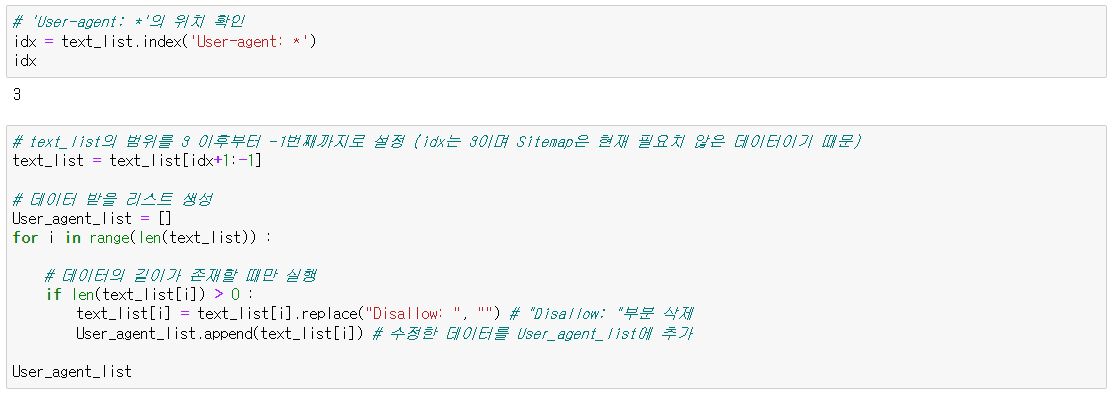 # 'User-agent: *'의 위치 확인
idx = text_list.index('User-agent: *')
idx
3
# text_list의 범위를 3 이후부터 -1번째까지로 설정 (idx는 3이며 Sitemap은 현재 필요치 않은 데이터이기 때문)
text_list = text_list[idx+1:-1]
# 데이터 받을 리스트 생성
User_agent_list = []
for i in range(len(text_list)) :
# 데이터의 길이가 존재할 때만 실행
if len(text_list[i]) > 0 :
text_list[i] = text_list[i].replace("Disallow: ", "") # "Disallow: "부분 삭제
User_agent_list.append(text_list[i]) # 수정한 데이터를 User_agent_list에 추가
User_agent_list